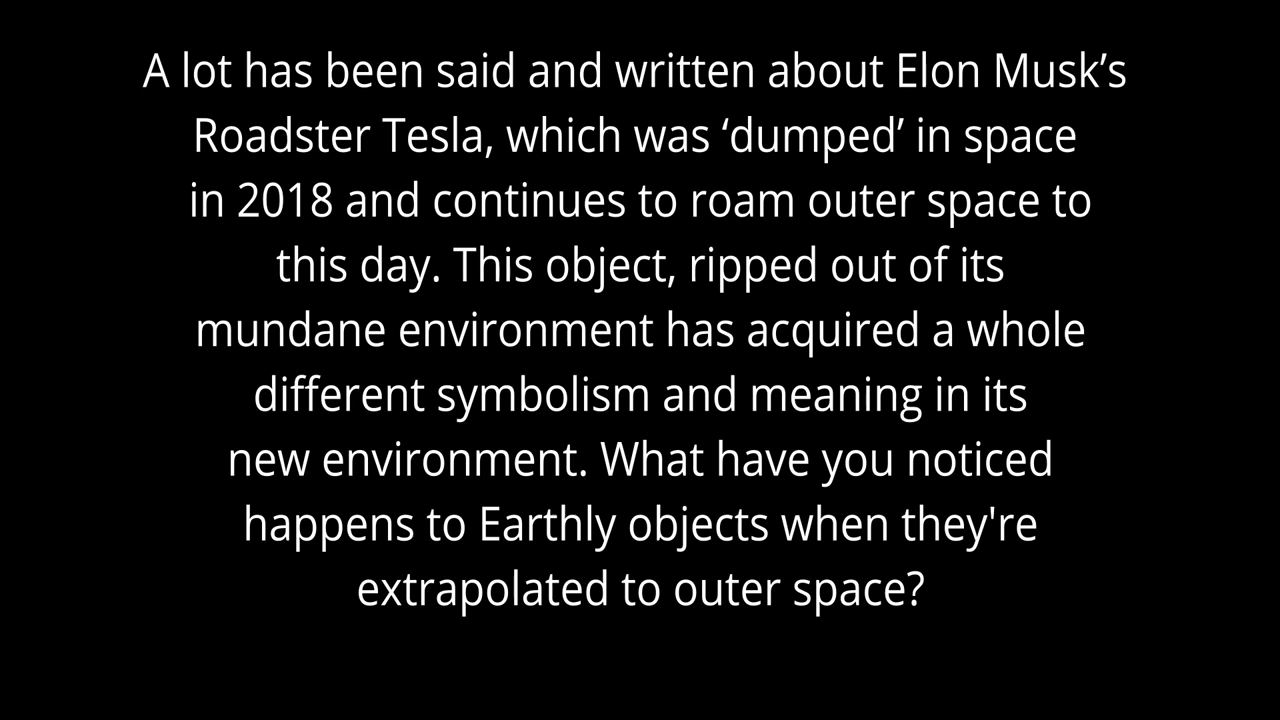 A lot has been said and written about Elon Musk’s
Roadster Tesla, which was ‘dumped’ in space
in 2018 and continues to roam outer space to
this day. This object, ripped out of its
mundane environment has acquired a whole
different symbolism and meaning in its
new environment. What have you noticed
happens to Earthly objects when they're
extrapolated to outer space?